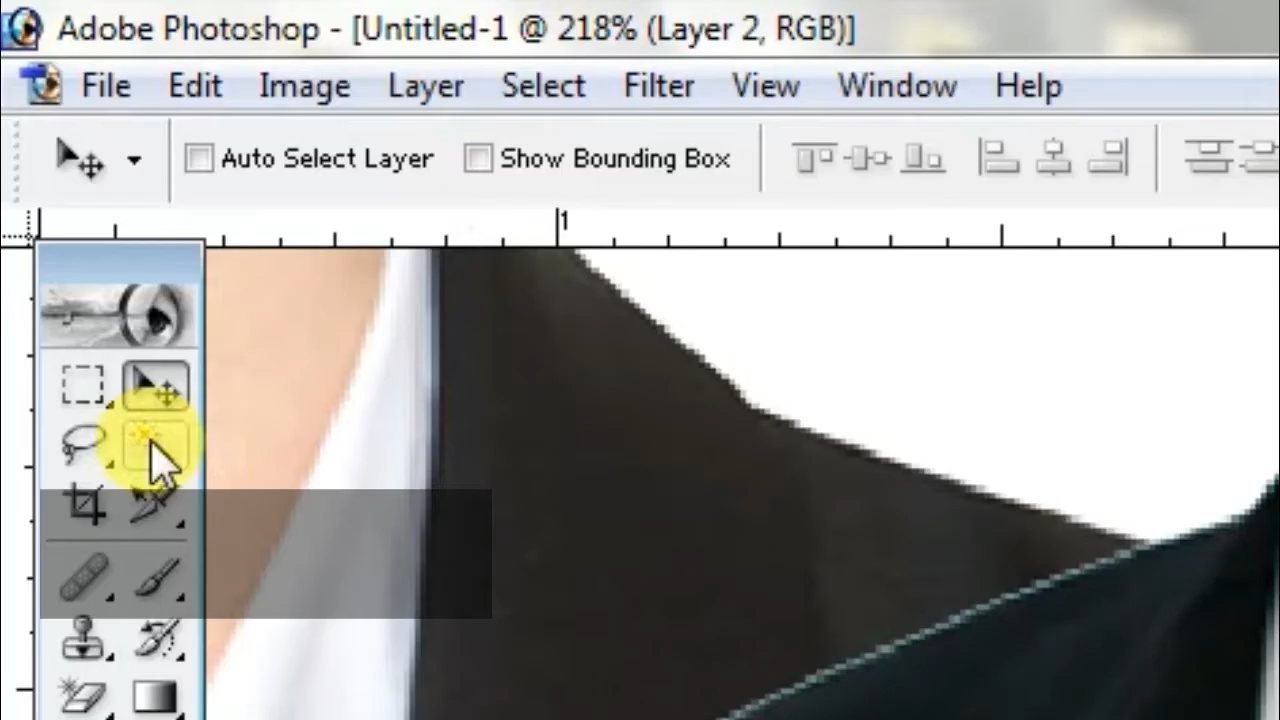 Adobe Photoshop - [Untitled-1 @ 218% (Layer 2, RGB)]
File Edit Image Layer Select Filter View Window Help
Auto Select Layer Show Bounding Box
1